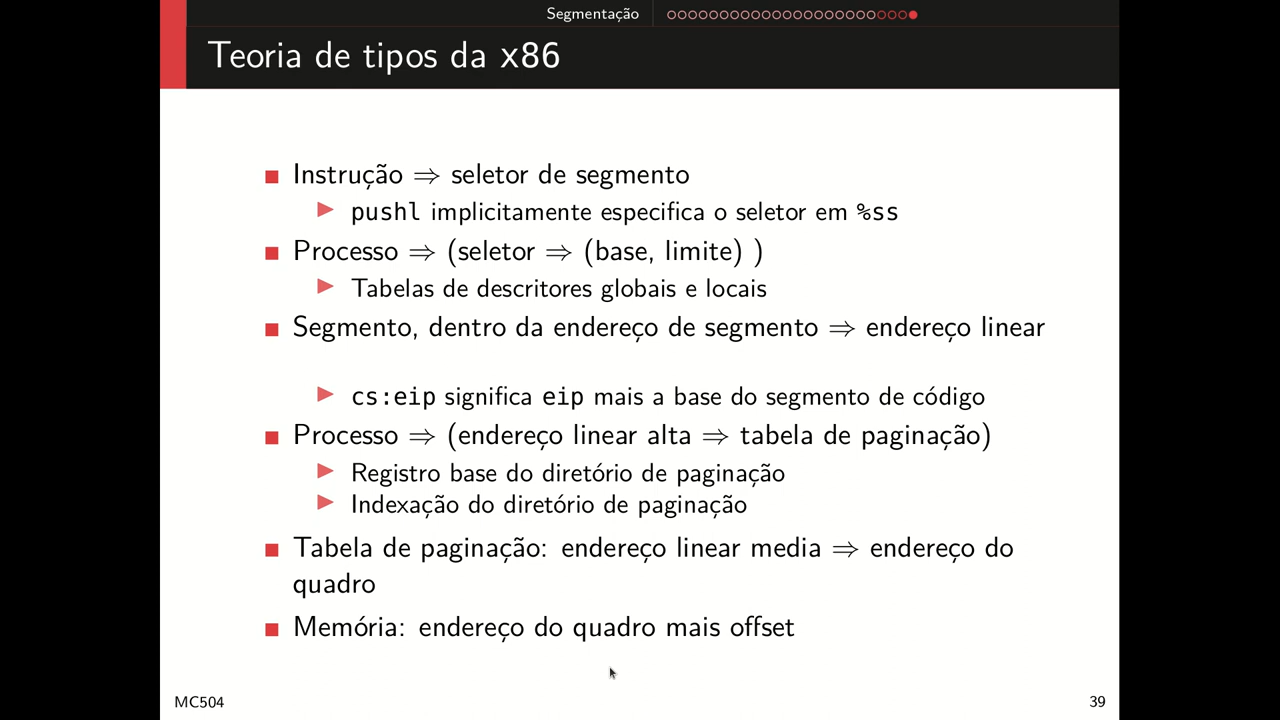 Segmentação
Teoria de tipos da x86
Instrução ⇒ seletor de segmento
pushl implicitamente especifica o seletor em %ss
Processo ⇒ (seletor ⇒ (base, limite) )
Tabelas de descritores globais e locais
Segmento, dentro da endereço de segmento ⇒ endereço linear
cs:eip significa eip mais a base do segmento de código
Processo ⇒ (endereço linear alta ⇒ tabela de paginação)
Registro base do diretório de paginação
Indexação do diretório de paginação
Tabela de paginação: endereço linear media ⇒ endereço do
quadro
Memória: endereço do quadro mais offset
MC504
39